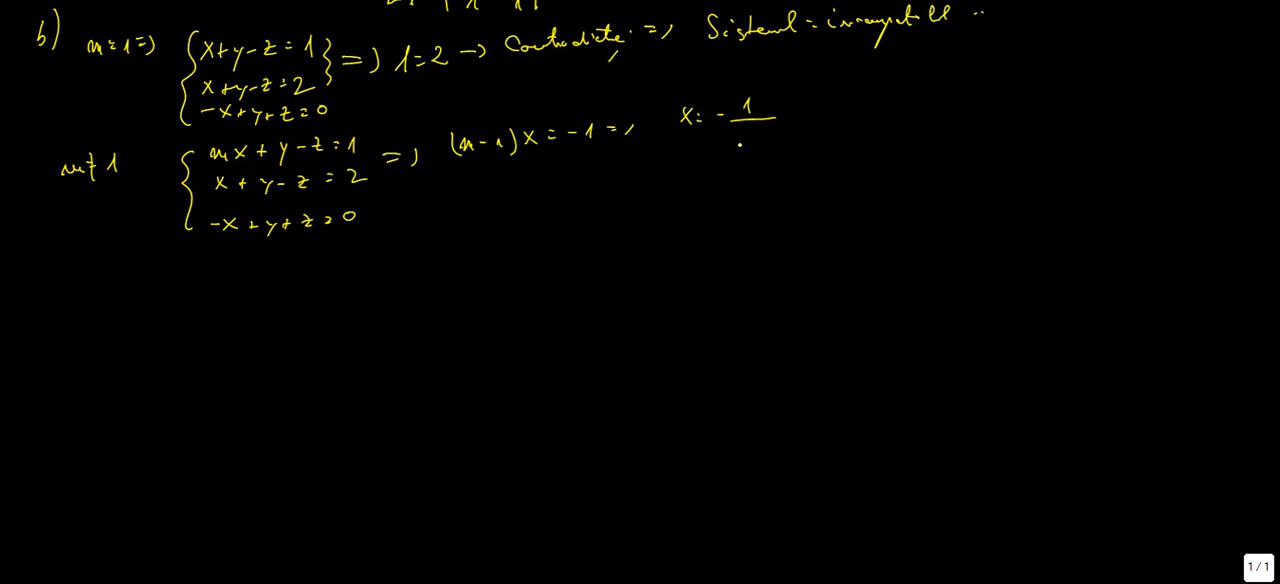 b) m=1 => { x+y-z=1 } => 1=2 -> Contradictie. => Sistemul = incompatibil ..
x+y-z=2
-x+y+z=0
m≠1 { mx+y-z=1 => (m-1)x=-1 => x= - 1
x+y-z=2
-x+y+z=0
1/1